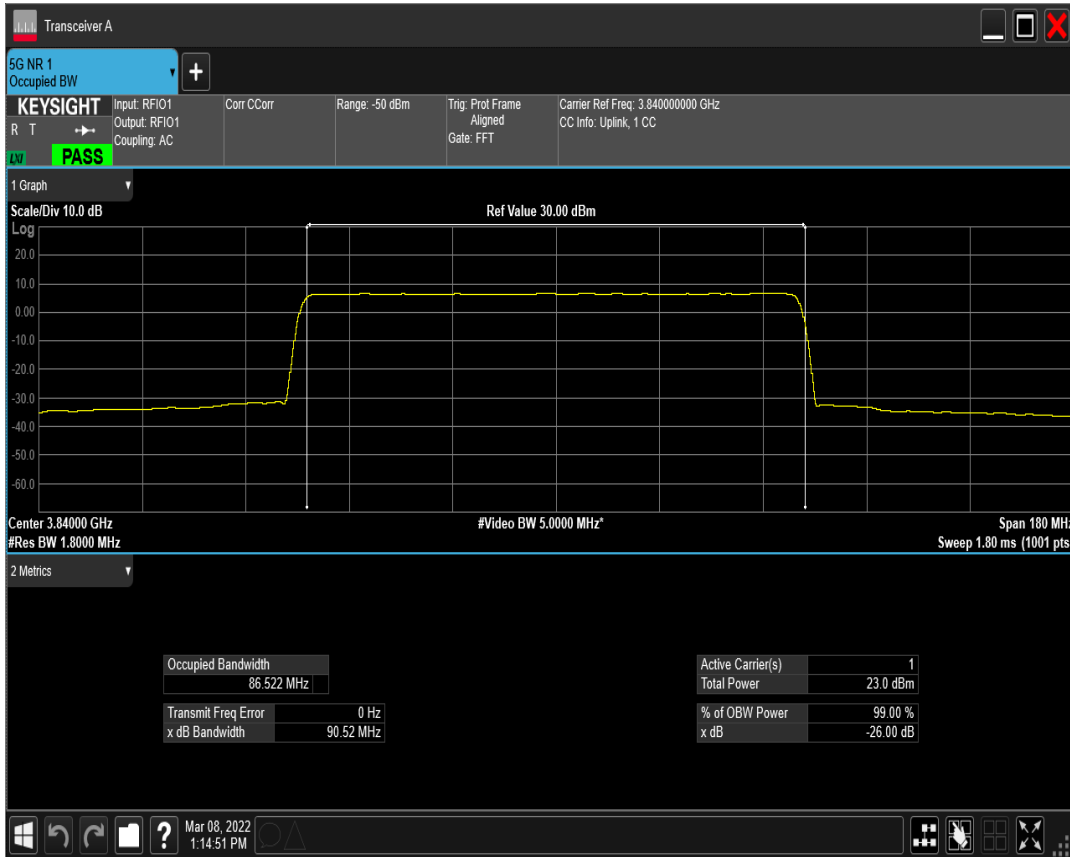 Transceiver A
5G NR 1
Occupied BW
+
KEYSIGHT
R T
LXI PASS
Input: RFIO1
Output: RFIO1
Coupling: AC
Corr CCorr
Range: -50 dBm
Trig: Prot Frame
Aligned
Gate: FFT
Carrier Ref Freq: 3.840000000 GHz
CC Info: Uplink, 1 CC
1 Graph
Scale/Div 10.0 dB
Ref Value 30.00 dBm
Log
20.0
10.0
0.00
-10.0
-20.0
-30.0
-40.0
-50.0
-60.0
Center 3.84000 GHz
#Video BW 5.0000 MHz*
Span 180 MHz
#Res BW 1.8000 MHz
Sweep 1.80 ms (1001 pts
2 Metrics
Occupied Bandwidth
86.522 MHz
Transmit Freq Error 0 Hz
x dB Bandwidth 90.52 MHz
Active Carrier(s) 1
Total Power 23.0 dBm
% of OBW Power 99.00 %
x dB -26.00 dB
?
Mar 08, 2022
1:14:51 PM